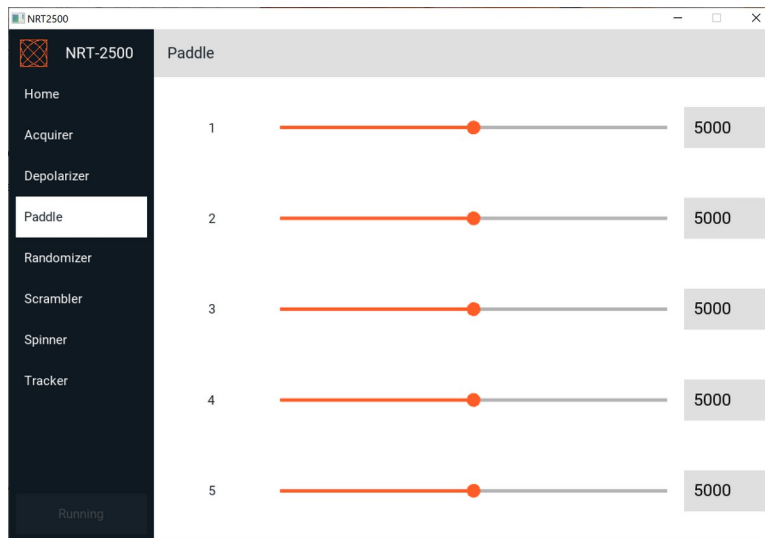 NRT2500
NRT-2500
Paddle
Home
Acquirer
Depolarizer
Paddle
Randomizer
Scrambler
Spinner
Tracker
Running
1 5000
2 5000
3 5000
4 5000
5 5000